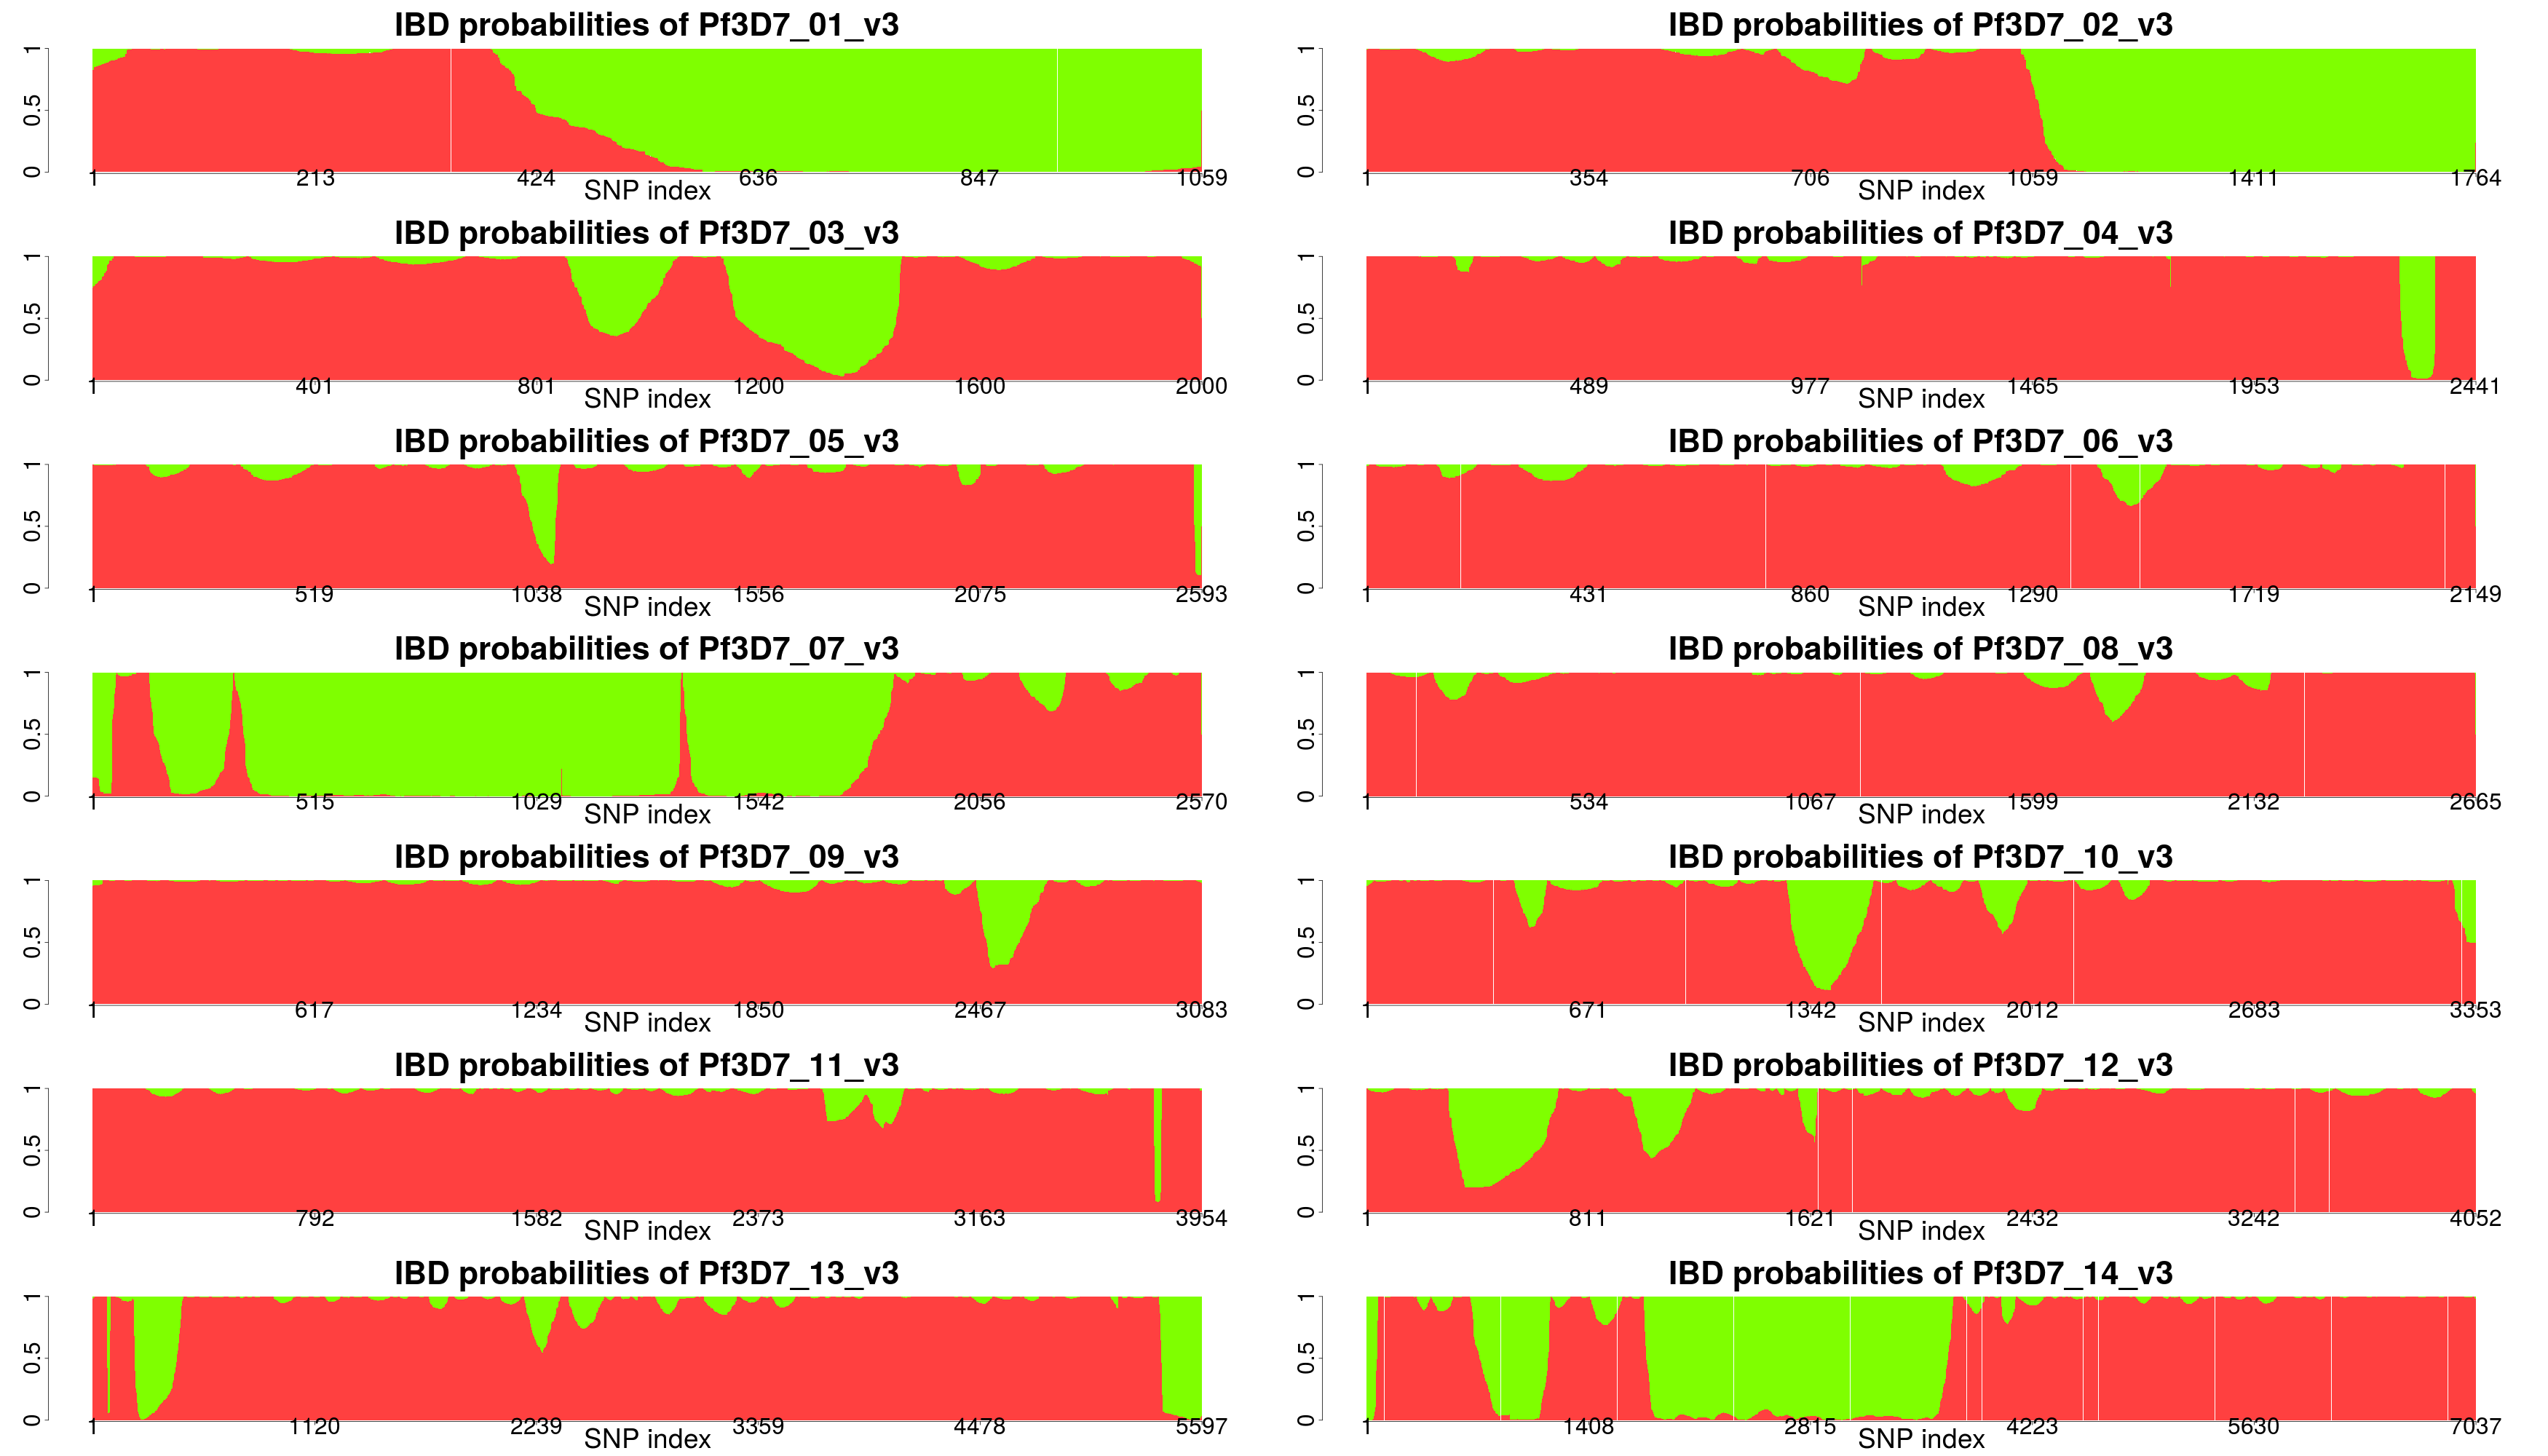 IBD probabilities of Pf3D7_01_v3
0 0.5 1
1 213 424 636 847 1059
SNP index
IBD probabilities of Pf3D7_02_v3
0 0.5 1
1 354 706 1059 1411 1764
SNP index
IBD probabilities of Pf3D7_03_v3
0 0.5 1
1 401 801 1200 1600 2000
SNP index
IBD probabilities of Pf3D7_04_v3
0 0.5 1
1 489 977 1465 1953 2441
SNP index
IBD probabilities of Pf3D7_05_v3
0 0.5 1
1 519 1038 1556 2075 2593
SNP index
IBD probabilities of Pf3D7_06_v3
0 0.5 1
1 431 860 1290 1719 2149
SNP index
IBD probabilities of Pf3D7_07_v3
0 0.5 1
1 515 1029 1542 2056 2570
SNP index
IBD probabilities of Pf3D7_08_v3
0 0.5 1
1 534 1067 1599 2132 2665
SNP index
IBD probabilities of Pf3D7_09_v3
0 0.5 1
1 617 1234 1850 2467 3083
SNP index
IBD probabilities of Pf3D7_10_v3
0 0.5 1
1 671 1342 2012 2683 3353
SNP index
IBD probabilities of Pf3D7_11_v3
0 0.5 1
1 792 1582 2373 3163 3954
SNP index
IBD probabilities of Pf3D7_12_v3
0 0.5 1
1 811 1621 2432 3242 4052
SNP index
IBD probabilities of Pf3D7_13_v3
0 0.5 1
1 1120 2239 3359 4478 5597
SNP index
IBD probabilities of Pf3D7_14_v3
0 0.5 1
1 1408 2815 4223 5630 7037
SNP index